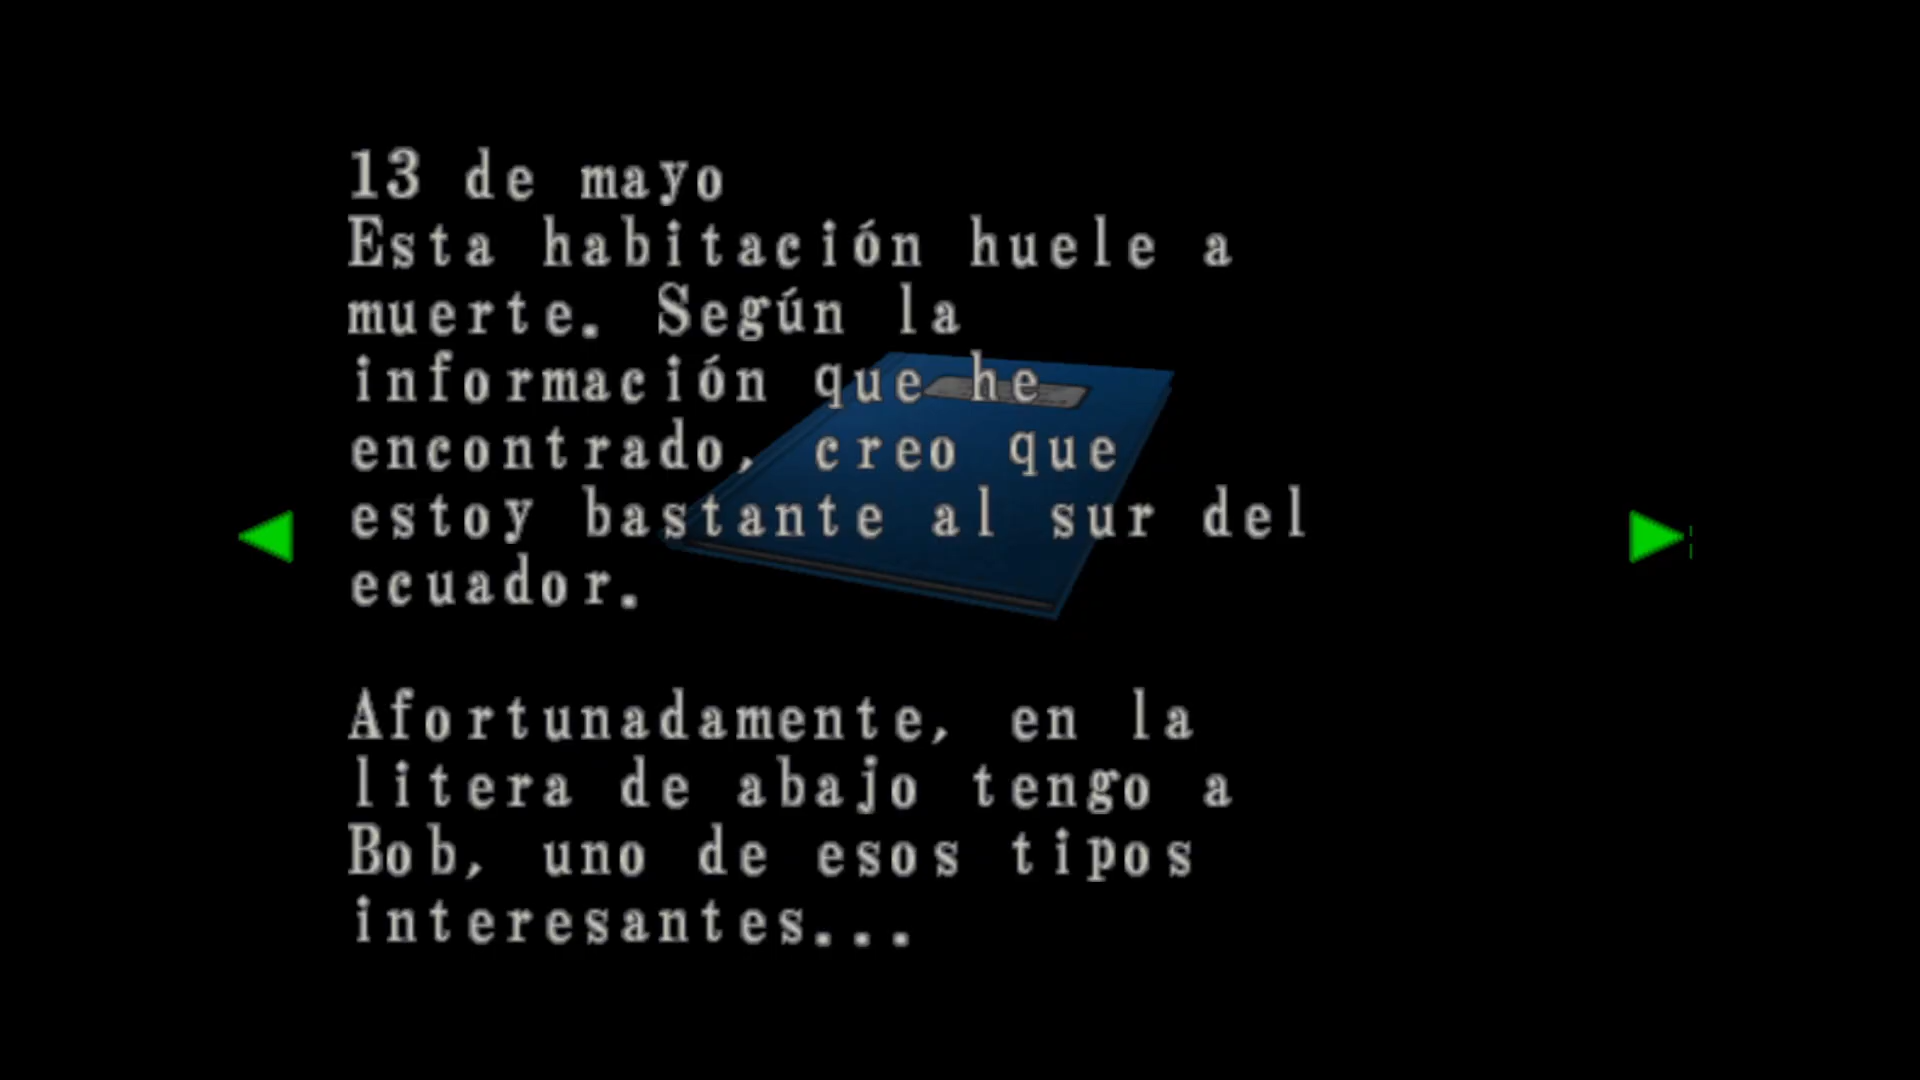 13 de mayo
Esta habitación huele a
muerte. Según la
información que he
encontrado, creo que
estoy bastante al sur del
ecuador.
Afortunadamente, en la
litera de abajo tengo a
Bob, uno de esos tipos
interesantes...